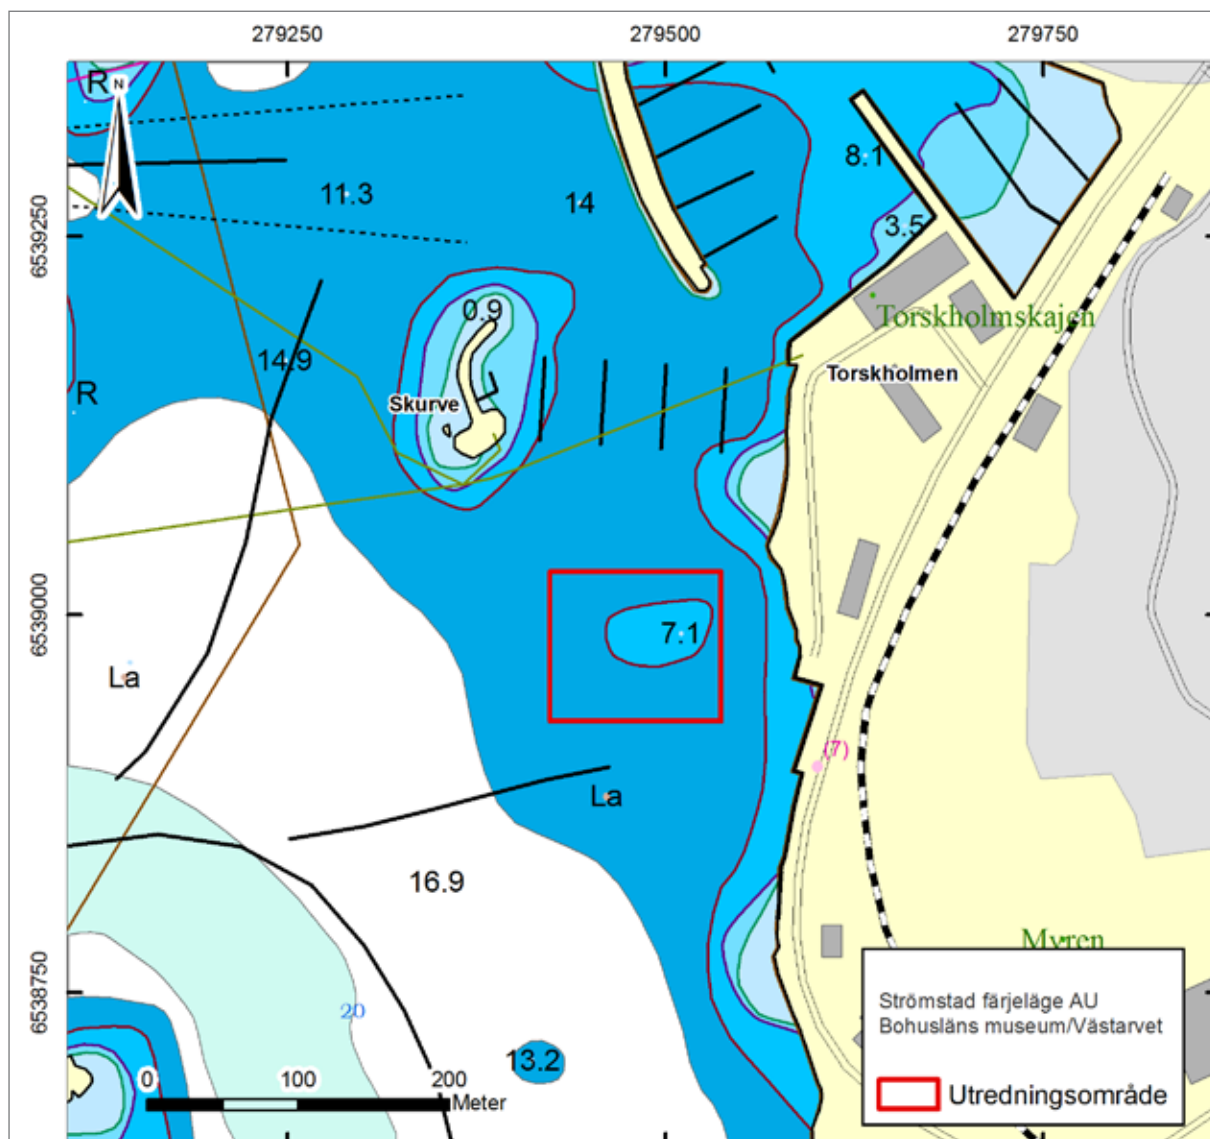 279250 279500 279750
R N
8.1
11.3 14
6539250
3.5
0.9
Torskholmskajen
14.9
Torskholmen
R
Skurve
6539000
7.1
La
(7)
La
16.9
Myren
6538750
20
Strömstad färjeläge AU
Bohusläns museum/Västarvet
13.2
0 100 200
Utredningsområde
Meter